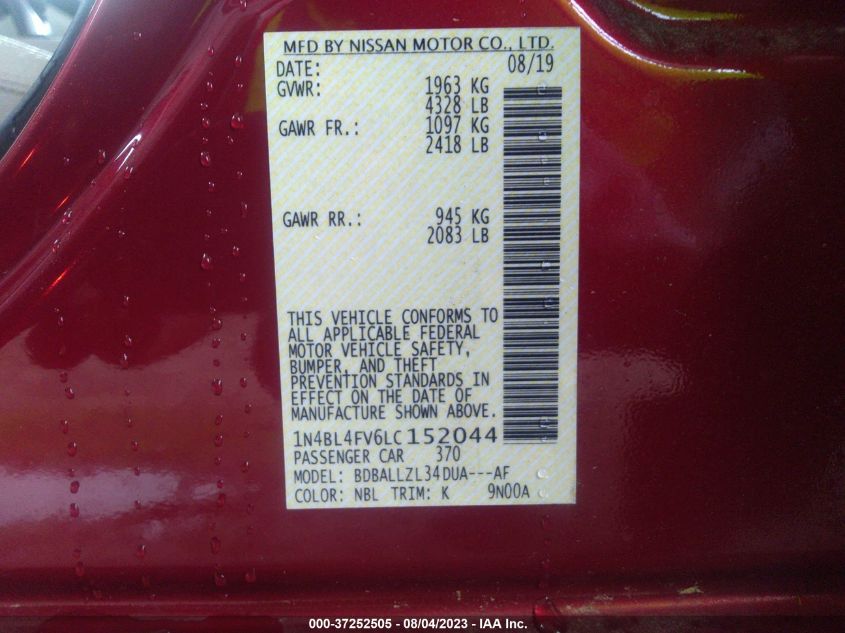 MFD BY NISSAN MOTOR CO., LTD.
DATE: 08/19
GVWR: 1963 KG
4328 LB
GAWR FR.: 1097 KG
2418 LB
GAWR RR.: 945 KG
2083 LB
THIS VEHICLE CONFORMS TO
ALL APPLICABLE FEDERAL
MOTOR VEHICLE SAFETY,
BUMPER, AND THEFT
PREVENTION STANDARDS IN
EFFECT ON THE DATE OF
MANUFACTURE SHOWN ABOVE.
1N4BL4FV6LC152044
PASSENGER CAR 370
MODEL: BDBALLZL34DUA---AF
COLOR: NBL TRIM: K 9N00A
000-37252505 - 08/04/2023 - IAA Inc.